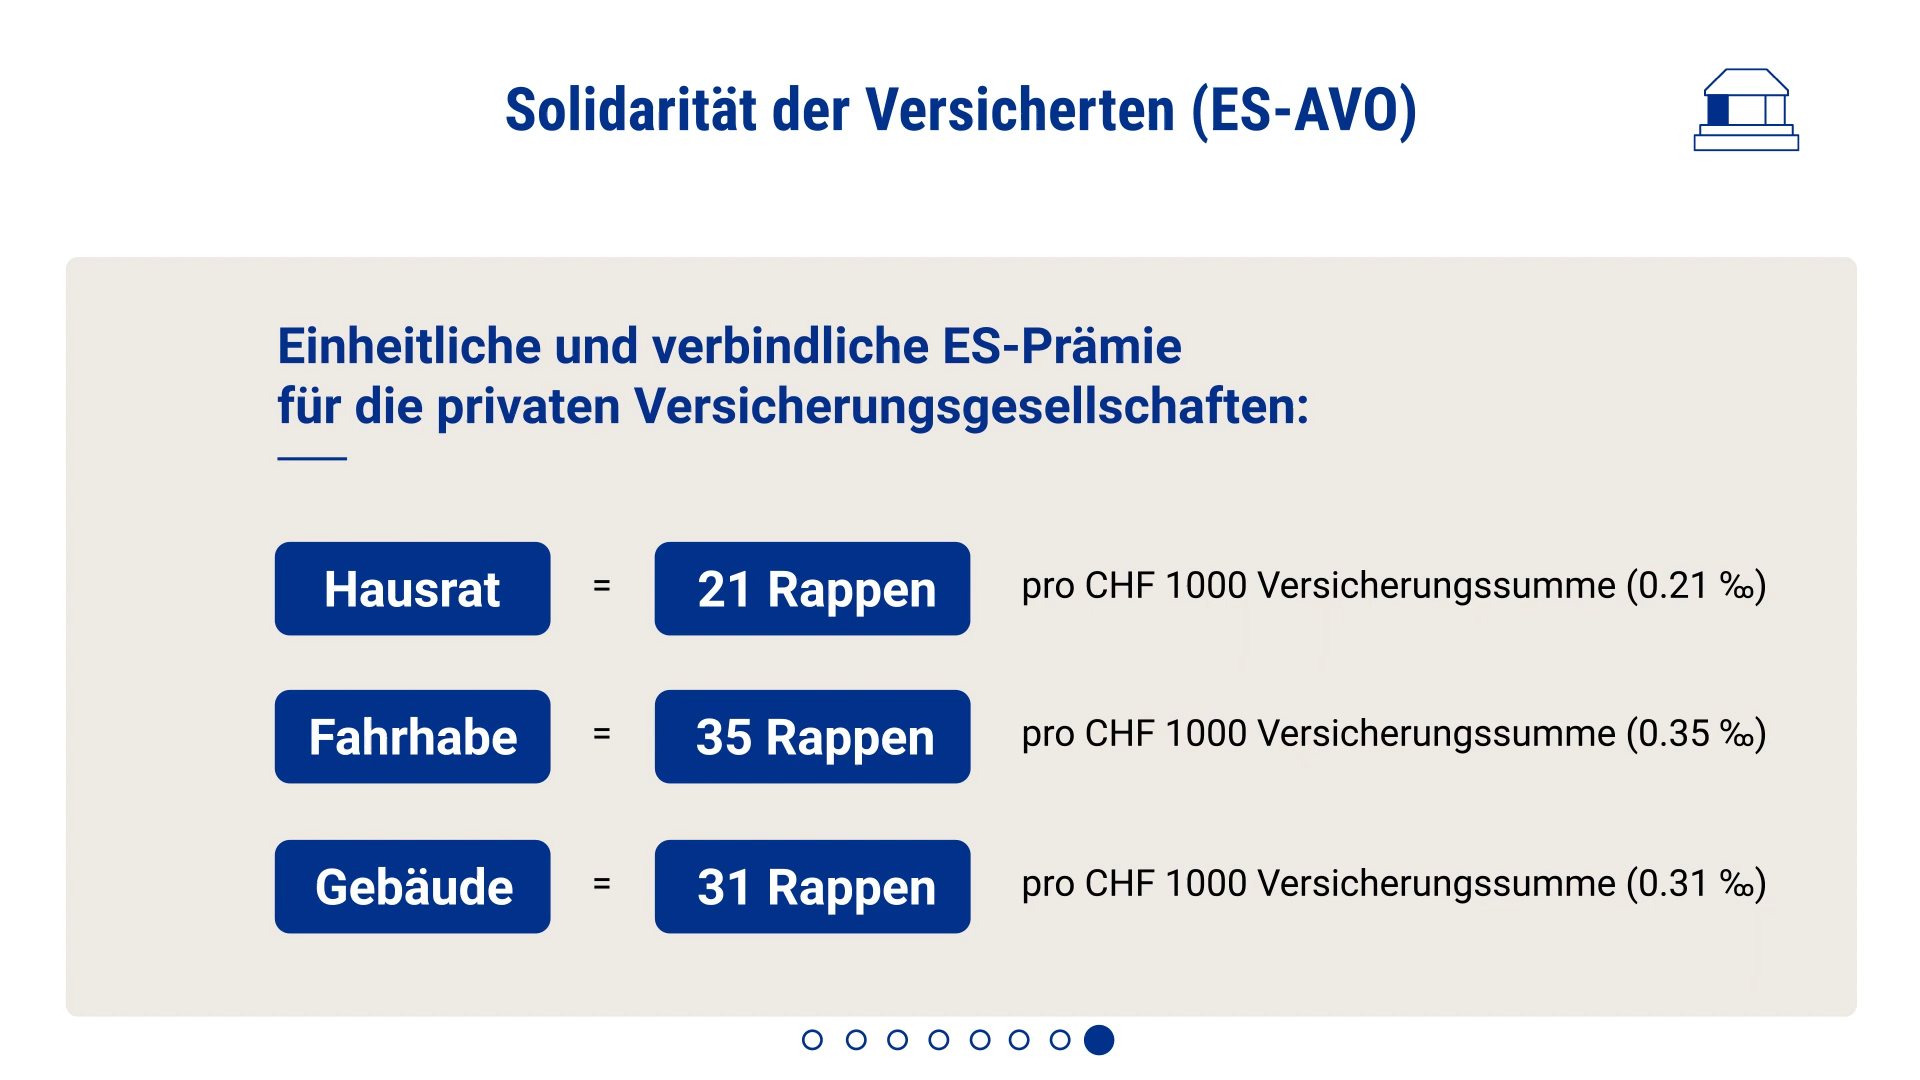 Solidarität der Versicherten (ES-AVO)
Einheitliche und verbindliche ES-Prämie
für die privaten Versicherungsgesellschaften:
Hausrat = 21 Rappen pro CHF 1000 Versicherungssumme (0.21 ‰)
Fahrhabe = 35 Rappen pro CHF 1000 Versicherungssumme (0.35 ‰)
Gebäude = 31 Rappen pro CHF 1000 Versicherungssumme (0.31 ‰)